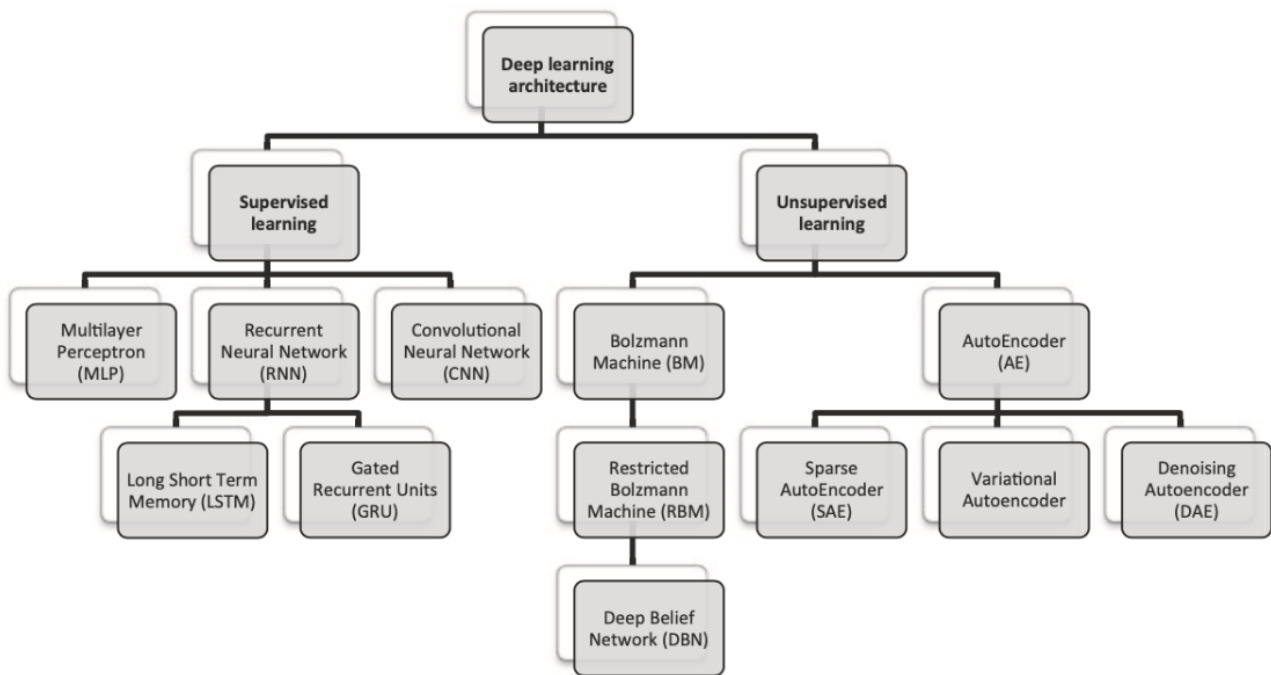 Deep learning
architecture
Supervised
learning
Unsupervised
learning
Multilayer
Perceptron
(MLP)
Recurrent
Neural Network
(RNN)
Convolutional
Neural Network
(CNN)
Bolzmann
Machine (BM)
AutoEncoder
(AE)
Long Short Term
Memory (LSTM)
Gated
Recurrent Units
(GRU)
Restricted
Bolzmann
Machine (RBM)
Sparse
AutoEncoder
(SAE)
Variational
Autoencoder
Denoising
Autoencoder
(DAE)
Deep Belief
Network (DBN)